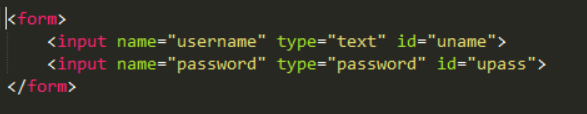 <form>
    <input name="username" type="text" id="uname">
    <input name="password" type="password" id="upass">
</form>